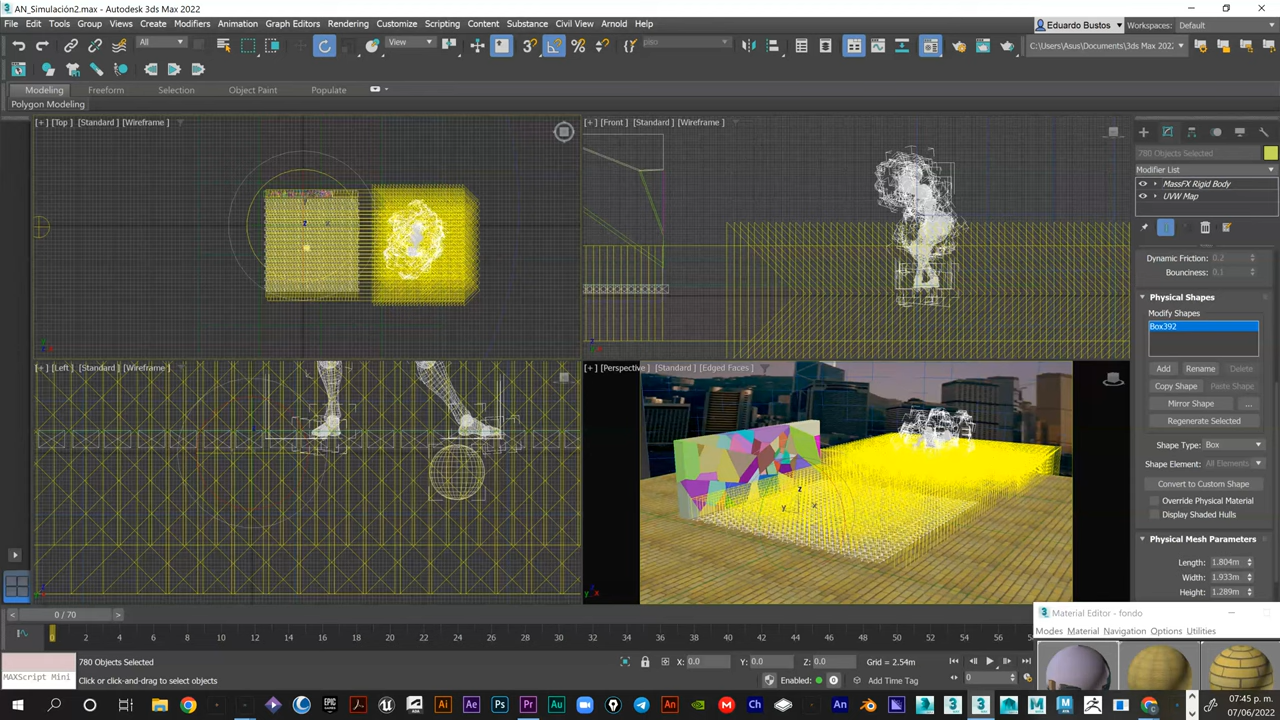 AN_Simulación2.max - Autodesk 3ds Max 2022
File Edit Tools Group Views Create Modifiers Animation Graph Editors Rendering Customize Scripting Content Substance Civil View Arnold Help
Eduardo Bustos Workspaces: Default
All View piso C:\Users\Asus\Documents\3ds Max 2022
Modeling Freeform Selection Object Paint Populate
Polygon Modeling
[+] [Top] [Standard] [Wireframe]
[+] [Front] [Standard] [Wireframe]
780 Objects Selected
Modifier List
MassFX Rigid Body
UVW Map
Dynamic Friction: 0.2
Bounciness: 0.1
Physical Shapes
Modify Shapes
Box392
[+] [Left] [Standard] [Wireframe]
[+] [Perspective] [Standard] [Edged Faces]
Add Rename Delete
Copy Shape Paste Shape
Mirror Shape ...
Regenerate Selected
Shape Type: Box
Shape Element: All Elements
Convert to Custom Shape
Override Physical Material
Display Shaded Hulls
Physical Mesh Parameters
Length: 1.804m
Width: 1.933m
Height: 1.289m
0 / 70
Material Editor - fondo
Modes Material Navigation Options Utilities
0 2 4 6 8 10 12 14 16 18 20 22 24 26 28 30 32 34 36 38 40 42 44 46 48 50 52 54 56
MAXScript Mini
780 Objects Selected
Click or click-and-drag to select objects
X: 0.0 Y: 0.0 Z: 0.0 Grid = 2.54m
Enabled: Add Time Tag
0
07:45 p. m.
07/06/2022